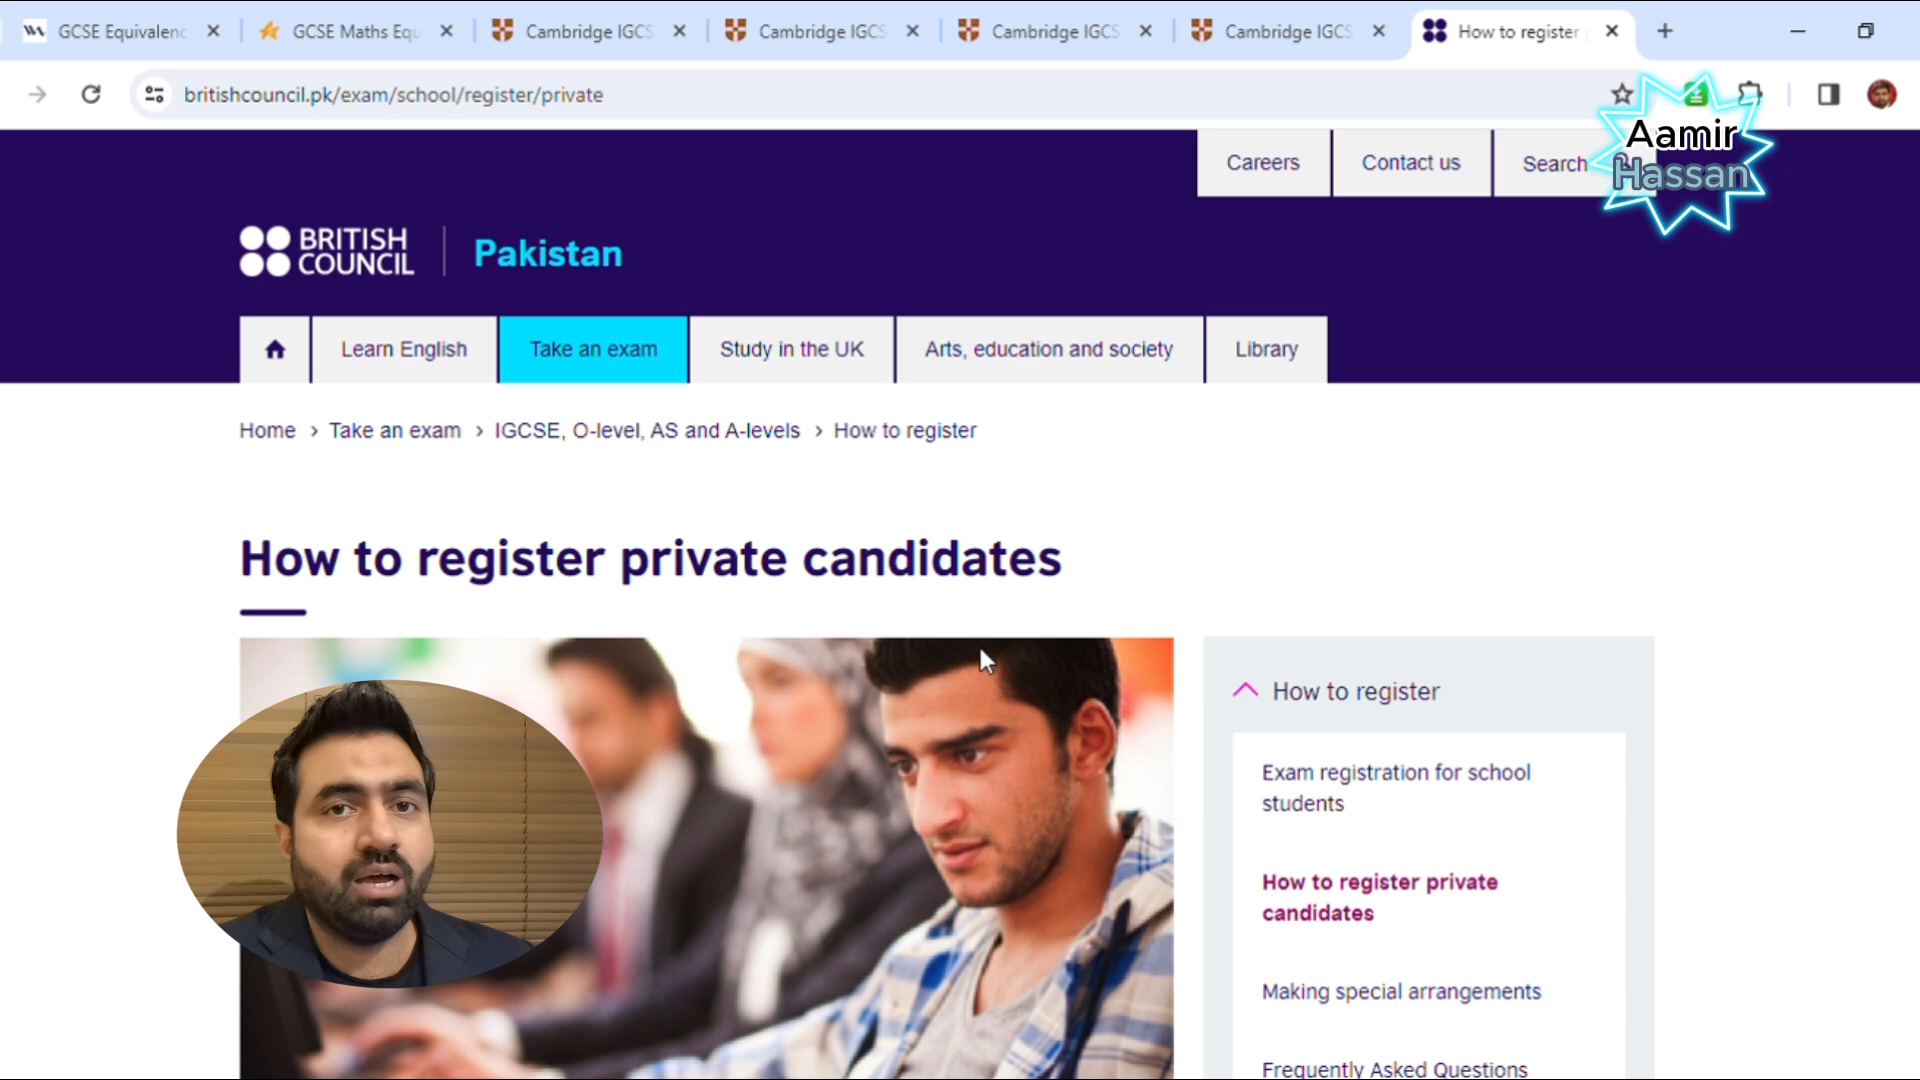 GCSE Equivalenc
GCSE Maths Equ
Cambridge IGCS
Cambridge IGCS
Cambridge IGCS
Cambridge IGCS
How to register
britishcouncil.pk/exam/school/register/private
Aamir
Hassan
Careers
Contact us
Search
BRITISH
COUNCIL
Pakistan
Learn English
Take an exam
Study in the UK
Arts, education and society
Library
Home > Take an exam > IGCSE, O-level, AS and A-levels > How to register
How to register private candidates
How to register
Exam registration for school
students
How to register private
candidates
Making special arrangements
Frequently Asked Questions